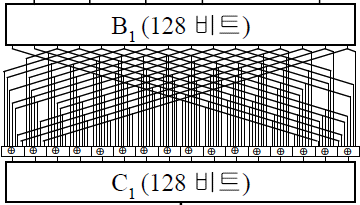 B₁ (128 비트)
⊕ ⊕ ⊕ ⊕ ⊕ ⊕ ⊕ ⊕ ⊕ ⊕ ⊕ ⊕ ⊕ ⊕ ⊕ ⊕
C₁ (128 비트)